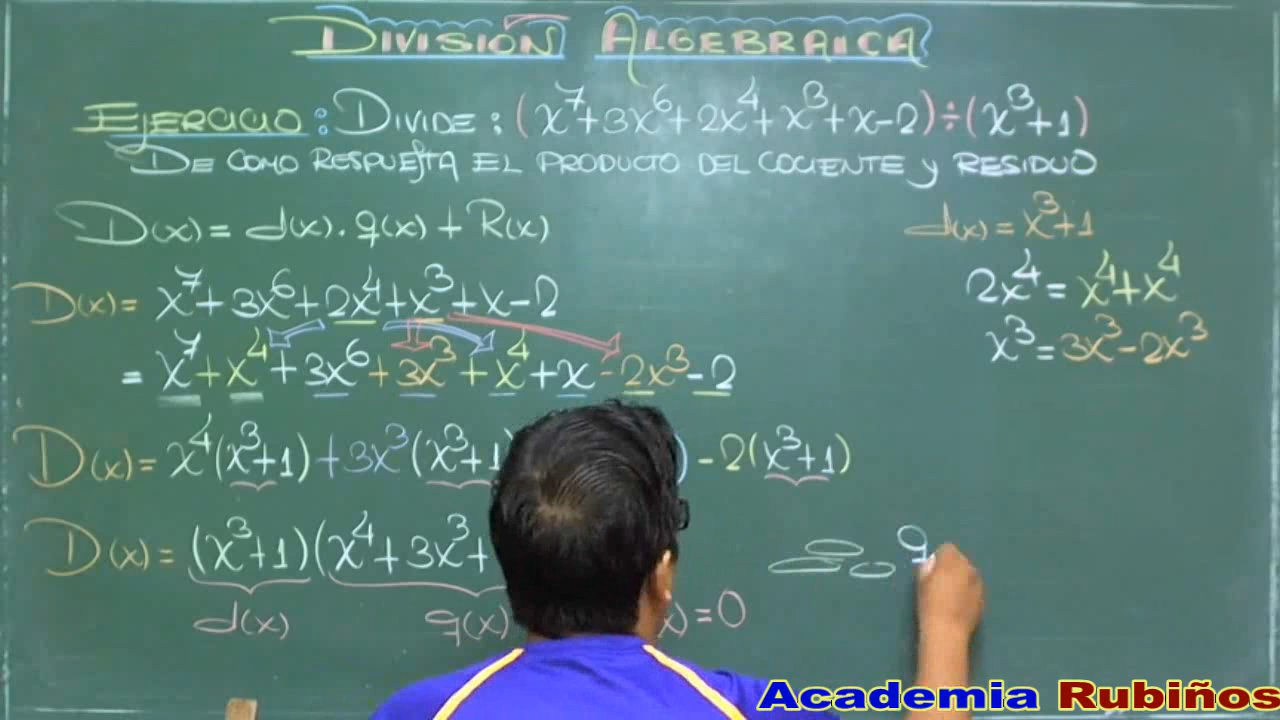 DIVISIÓN ALGEBRAICA
EJERCICIO: DIVIDE: (x⁷+3x⁶+2x⁴+x³+x-2)÷(x³+1)
DE COMO RESPUESTA EL PRODUCTO DEL COCIENTE y RESIDUO
D(x)= d(x).q(x)+R(x)
d(x)=x³+1
D(x)= x⁷+3x⁶+2x⁴+x³+x-2
2x⁴=x⁴+x⁴
= x⁷+x⁴+3x⁶+3x³+x⁴+x-2x³-2
x³=3x³-2x³
D(x)= x⁴(x³+1)+3x³(x³+1) ) -2(x³+1)
D(x)= (x³+1)(x⁴+3x³+
q
d(x) q(x) x)=0
Academia Rubiños